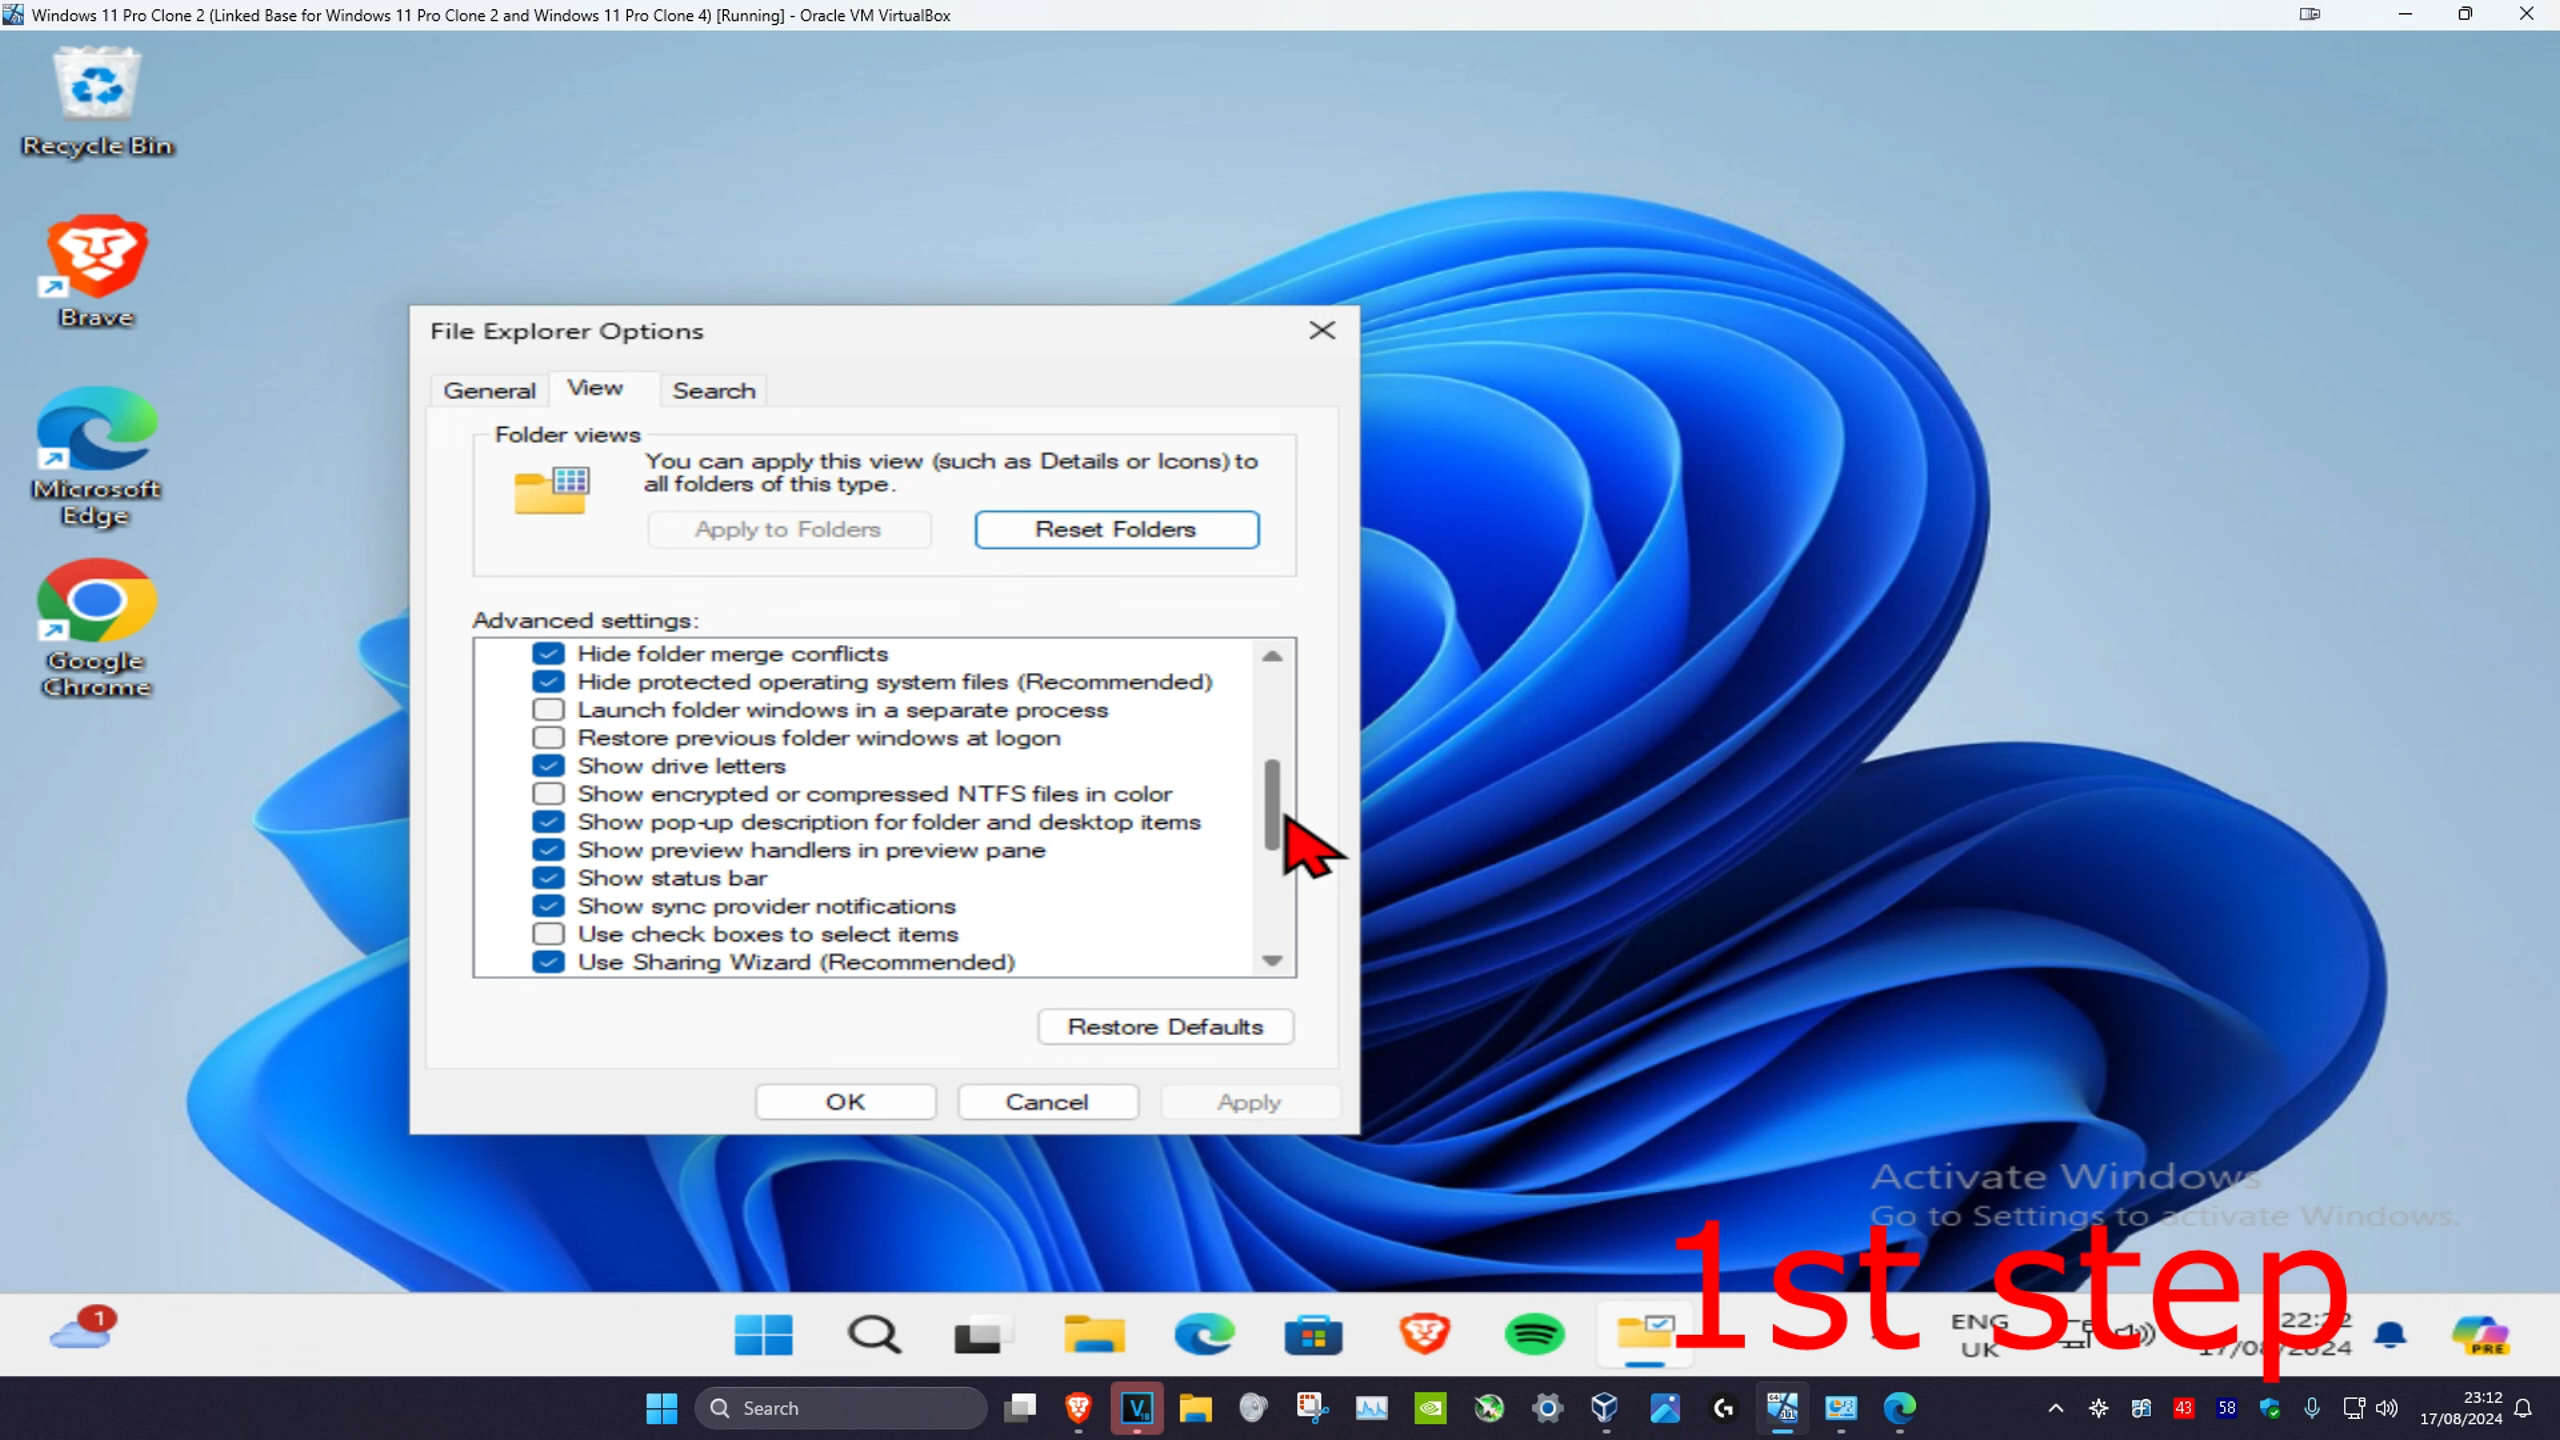 Windows 11 Pro Clone 2 (Linked Base for Windows 11 Pro Clone 2 and Windows 11 Pro Clone 4) [Running] - Oracle VM VirtualBox
Recycle Bin
Brave
Microsoft
Edge
Google
Chrome
File Explorer Options
General View Search
Folder views
You can apply this view (such as Details or Icons) to
all folders of this type.
Apply to Folders Reset Folders
Advanced settings:
Hide folder merge conflicts
Hide protected operating system files (Recommended)
Launch folder windows in a separate process
Restore previous folder windows at logon
Show drive letters
Show encrypted or compressed NTFS files in color
Show pop-up description for folder and desktop items
Show preview handlers in preview pane
Show status bar
Show sync provider notifications
Use check boxes to select items
Use Sharing Wizard (Recommended)
Restore Defaults
OK Cancel Apply
Activate Windows
Go to Settings to activate Windows.
1st step
1
ENG
UK
17/08/2024
PRE
Search
43
58
23:12
17/08/2024